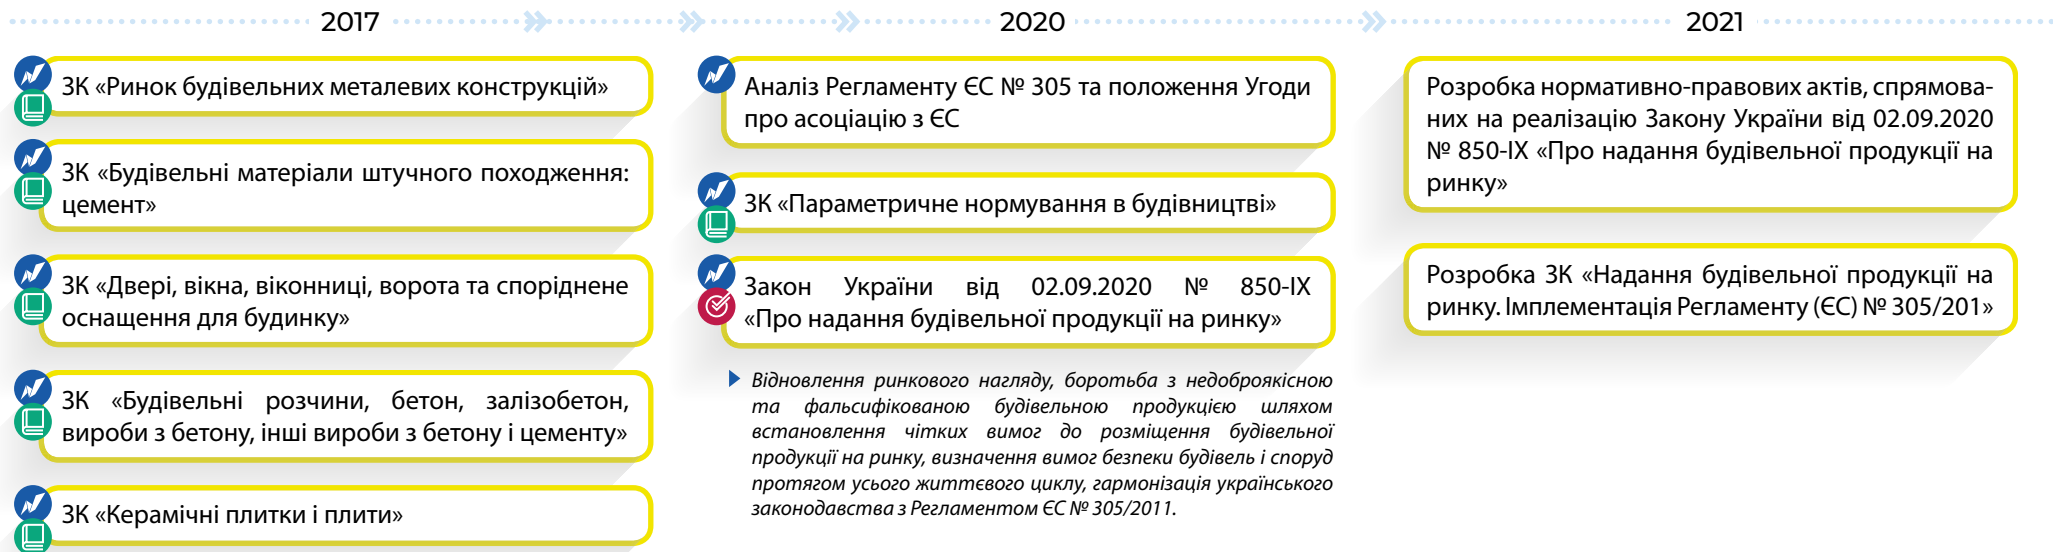 2017
ЗК «Ринок будівельних металевих конструкцій»
ЗК «Будівельні матеріали штучного походження:
цемент»
ЗК «Двері, вікна, віконниці, ворота та споріднене
оснащення для будинку»
ЗК «Будівельні розчини, бетон, залізобетон,
вироби з бетону, інші вироби з бетону і цементу»
ЗК «Керамічні плитки і плити»
2020
Аналіз Регламенту ЄС № 305 та положення Угоди
про асоціацію з ЄС
ЗК «Параметричне нормування в будівництві»
Закон України від 02.09.2020 № 850-IX
«Про надання будівельної продукції на ринку»
Відновлення ринкового нагляду, боротьба з недоброякісною
та фальсифікованою будівельною продукцією шляхом
встановлення чітких вимог до розміщення будівельної
продукції на ринку, визначення вимог безпеки будівель і споруд
протягом усього життєвого циклу, гармонізація українського
законодавства з Регламентом ЄС № 305/2011.
2021
Розробка нормативно-правових актів, спрямова-
них на реалізацію Закону України від 02.09.2020
№ 850-IX «Про надання будівельної продукції на
ринку»
Розробка ЗК «Надання будівельної продукції на
ринку. Імплементація Регламенту (ЄС) № 305/201»